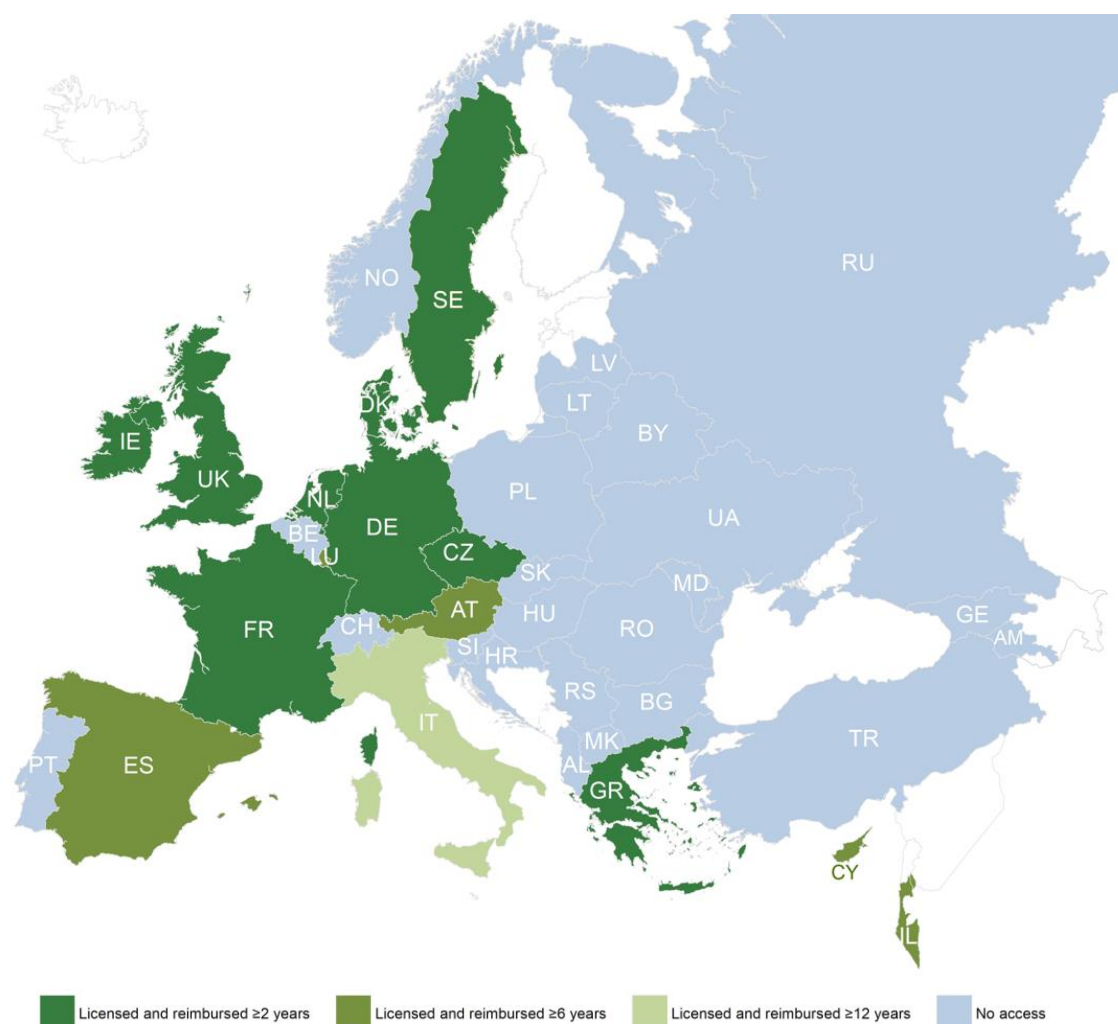 RU
NO
SE
LV
LT
DK
BY
IE
UK
NL
PL
BE
DE
UA
LU
CZ
SK
MD
AT
HU
FR
CH
RO
GE
SI
HR
AM
RS
BG
IT
MK
TR
PT
ES
AL
GR
CY
IL
Licensed and reimbursed ≥2 years
Licensed and reimbursed ≥6 years
Licensed and reimbursed ≥12 years
No access